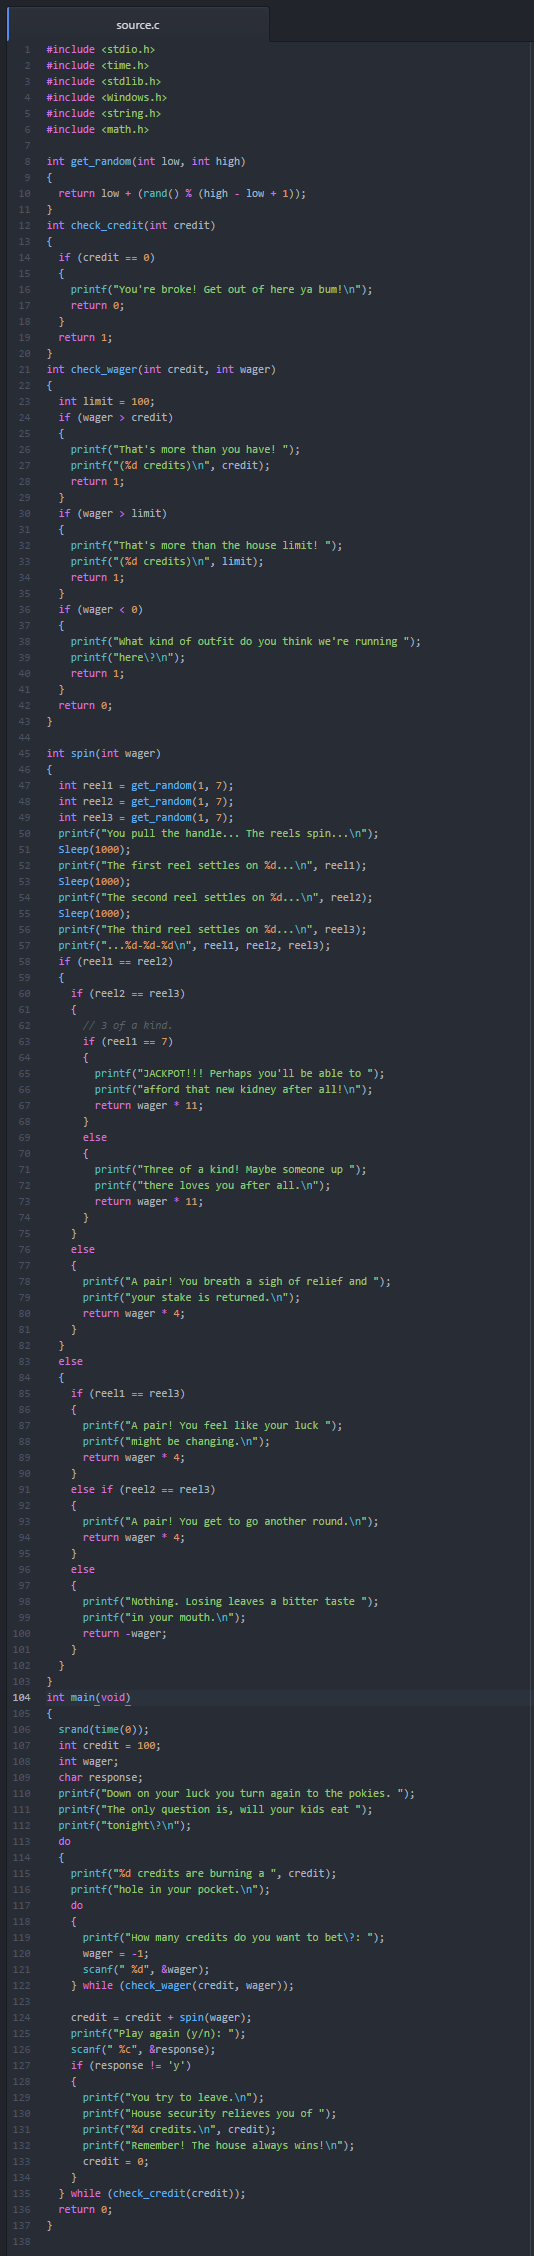 source.c
1 #include <stdio.h>
2 #include <time.h>
3 #include <stdlib.h>
4 #include <Windows.h>
5 #include <string.h>
6 #include <math.h>
7
8 int get_random(int low, int high)
9 {
10   return low + (rand() % (high - low + 1));
11 }
12 int check_credit(int credit)
13 {
14   if (credit == 0)
15   {
16     printf("You're broke! Get out of here ya bum!\n");
17     return 0;
18   }
19   return 1;
20 }
21 int check_wager(int credit, int wager)
22 {
23   int limit = 100;
24   if (wager > credit)
25   {
26     printf("That's more than you have! ");
27     printf("(%d credits)\n", credit);
28     return 1;
29   }
30   if (wager > limit)
31   {
32     printf("That's more than the house limit! ");
33     printf("(%d credits)\n", limit);
34     return 1;
35   }
36   if (wager < 0)
37   {
38     printf("What kind of outfit do you think we're running ");
39     printf("here\?\n");
40     return 1;
41   }
42   return 0;
43 }
44
45 int spin(int wager)
46 {
47   int reel1 = get_random(1, 7);
48   int reel2 = get_random(1, 7);
49   int reel3 = get_random(1, 7);
50   printf("You pull the handle... The reels spin...\n");
51   Sleep(1000);
52   printf("The first reel settles on %d...\n", reel1);
53   Sleep(1000);
54   printf("The second reel settles on %d...\n", reel2);
55   Sleep(1000);
56   printf("The third reel settles on %d...\n", reel3);
57   printf("...%d-%d-%d\n", reel1, reel2, reel3);
58   if (reel1 == reel2)
59   {
60     if (reel2 == reel3)
61     {
62       // 3 of a kind.
63       if (reel1 == 7)
64       {
65         printf("JACKPOT!!! Perhaps you'll be able to ");
66         printf("afford that new kidney after all!\n");
67         return wager * 11;
68       }
69       else
70       {
71         printf("Three of a kind! Maybe someone up ");
72         printf("there loves you after all.\n");
73         return wager * 11;
74       }
75     }
76     else
77     {
78       printf("A pair! You breath a sigh of relief and ");
79       printf("your stake is returned.\n");
80       return wager * 4;
81     }
82   }
83   else
84   {
85     if (reel1 == reel3)
86     {
87       printf("A pair! You feel like your luck ");
88       printf("might be changing.\n");
89       return wager * 4;
90     }
91     else if (reel2 == reel3)
92     {
93       printf("A pair! You get to go another round.\n");
94       return wager * 4;
95     }
96     else
97     {
98       printf("Nothing. Losing leaves a bitter taste ");
99       printf("in your mouth.\n");
100       return -wager;
101     }
102   }
103 }
104 int main(void)
105 {
106   srand(time(0));
107   int credit = 100;
108   int wager;
109   char response;
110   printf("Down on your luck you turn again to the pokies. ");
111   printf("The only question is, will your kids eat ");
112   printf("tonight\?\n");
113   do
114   {
115     printf("%d credits are burning a ", credit);
116     printf("hole in your pocket.\n");
117     do
118     {
119       printf("How many credits do you want to bet\?: ");
120       wager = -1;
121       scanf(" %d", &wager);
122     } while (check_wager(credit, wager));
123
124     credit = credit + spin(wager);
125     printf("Play again (y/n): ");
126     scanf(" %c", &response);
127     if (response != 'y')
128     {
129       printf("You try to leave.\n");
130       printf("House security relieves you of ");
131       printf("%d credits.\n", credit);
132       printf("Remember! The house always wins!\n");
133       credit = 0;
134     }
135   } while (check_credit(credit));
136   return 0;
137 }
138